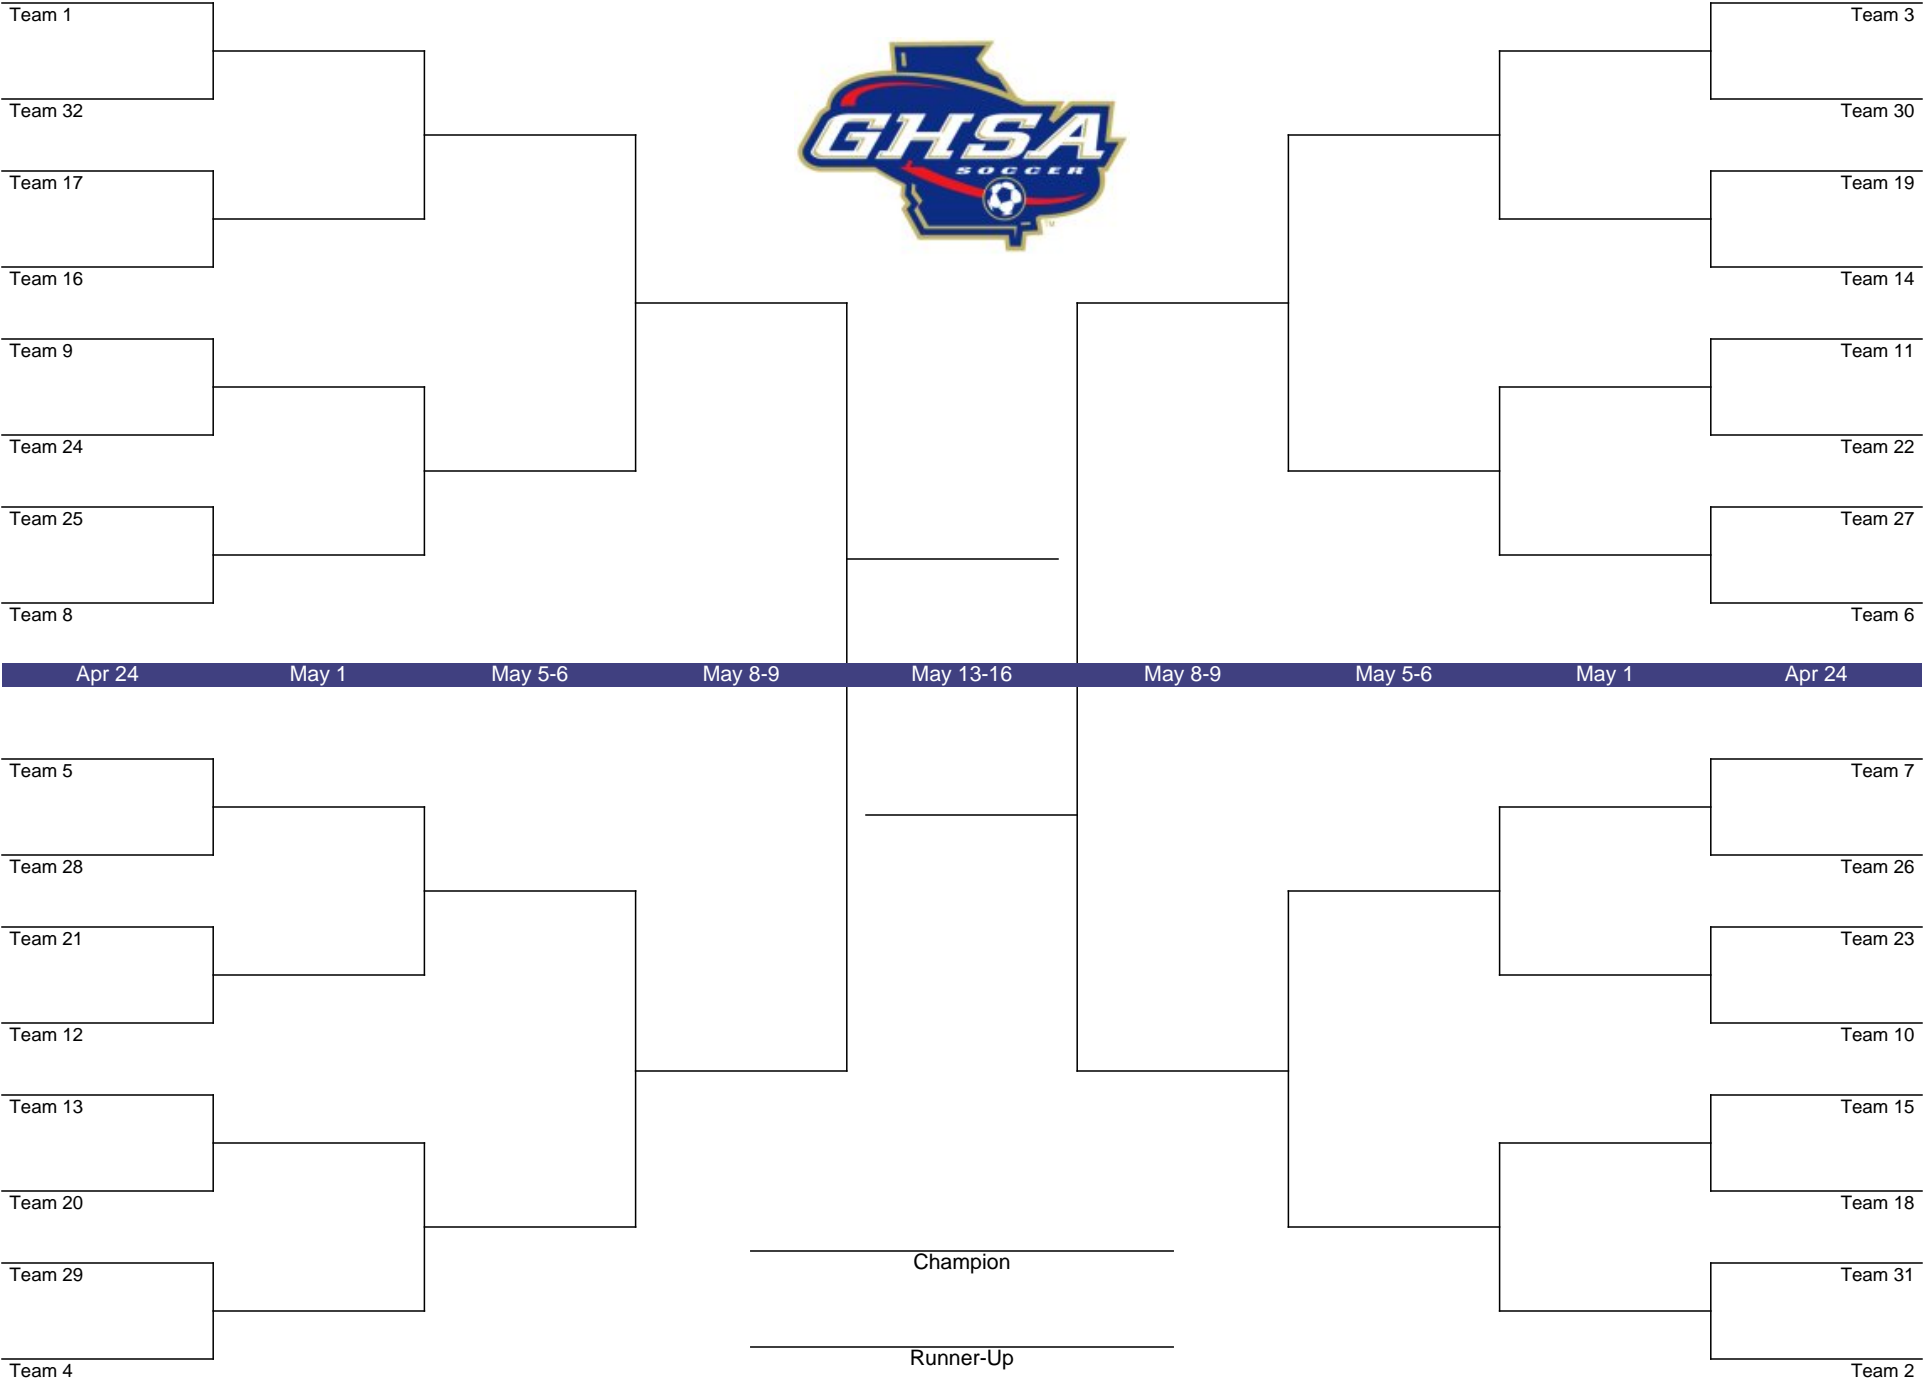 Team 1
Team 3
Team 32
Team 30
GHSA
SOCCER
TM
Team 17
Team 19
Team 16
Team 14
Team 9
Team 11
Team 24
Team 22
Team 25
Team 27
Team 8
Team 6
Apr 24 May 1 May 5-6 May 8-9 May 13-16 May 8-9 May 5-6 May 1 Apr 24
Team 5
Team 7
Team 28
Team 26
Team 21
Team 23
Team 12
Team 10
Team 13
Team 15
Team 20
Team 18
Champion
Team 29
Team 31
Runner-Up
Team 4
Team 2